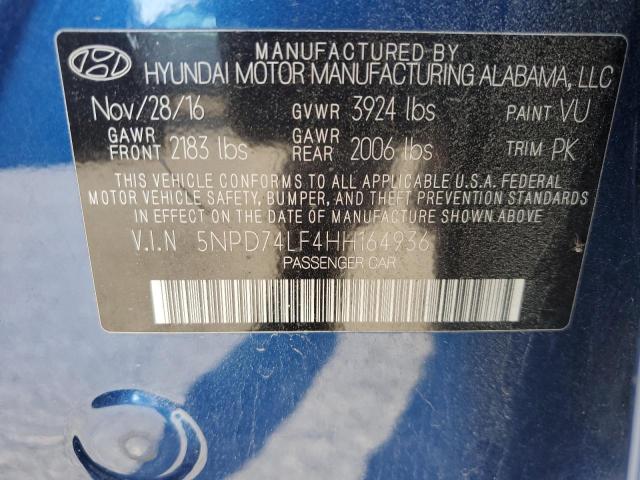 MANUFACTURED BY
HYUNDAI MOTOR MANUFACTURING ALABAMA, LLC
Nov/28/16 GVWR 3924 lbs PAINT VU
GAWR FRONT 2183 lbs GAWR REAR 2006 lbs TRIM PK
THIS VEHICLE CONFORMS TO ALL APPLICABLE U.S.A. FEDERAL
MOTOR VEHICLE SAFETY, BUMPER, AND THEFT PREVENTION STANDARDS
IN EFFECT ON THE DATE OF MANUFACTURE SHOWN ABOVE
V.I.N 5NPD74LF4HH164936
PASSENGER CAR